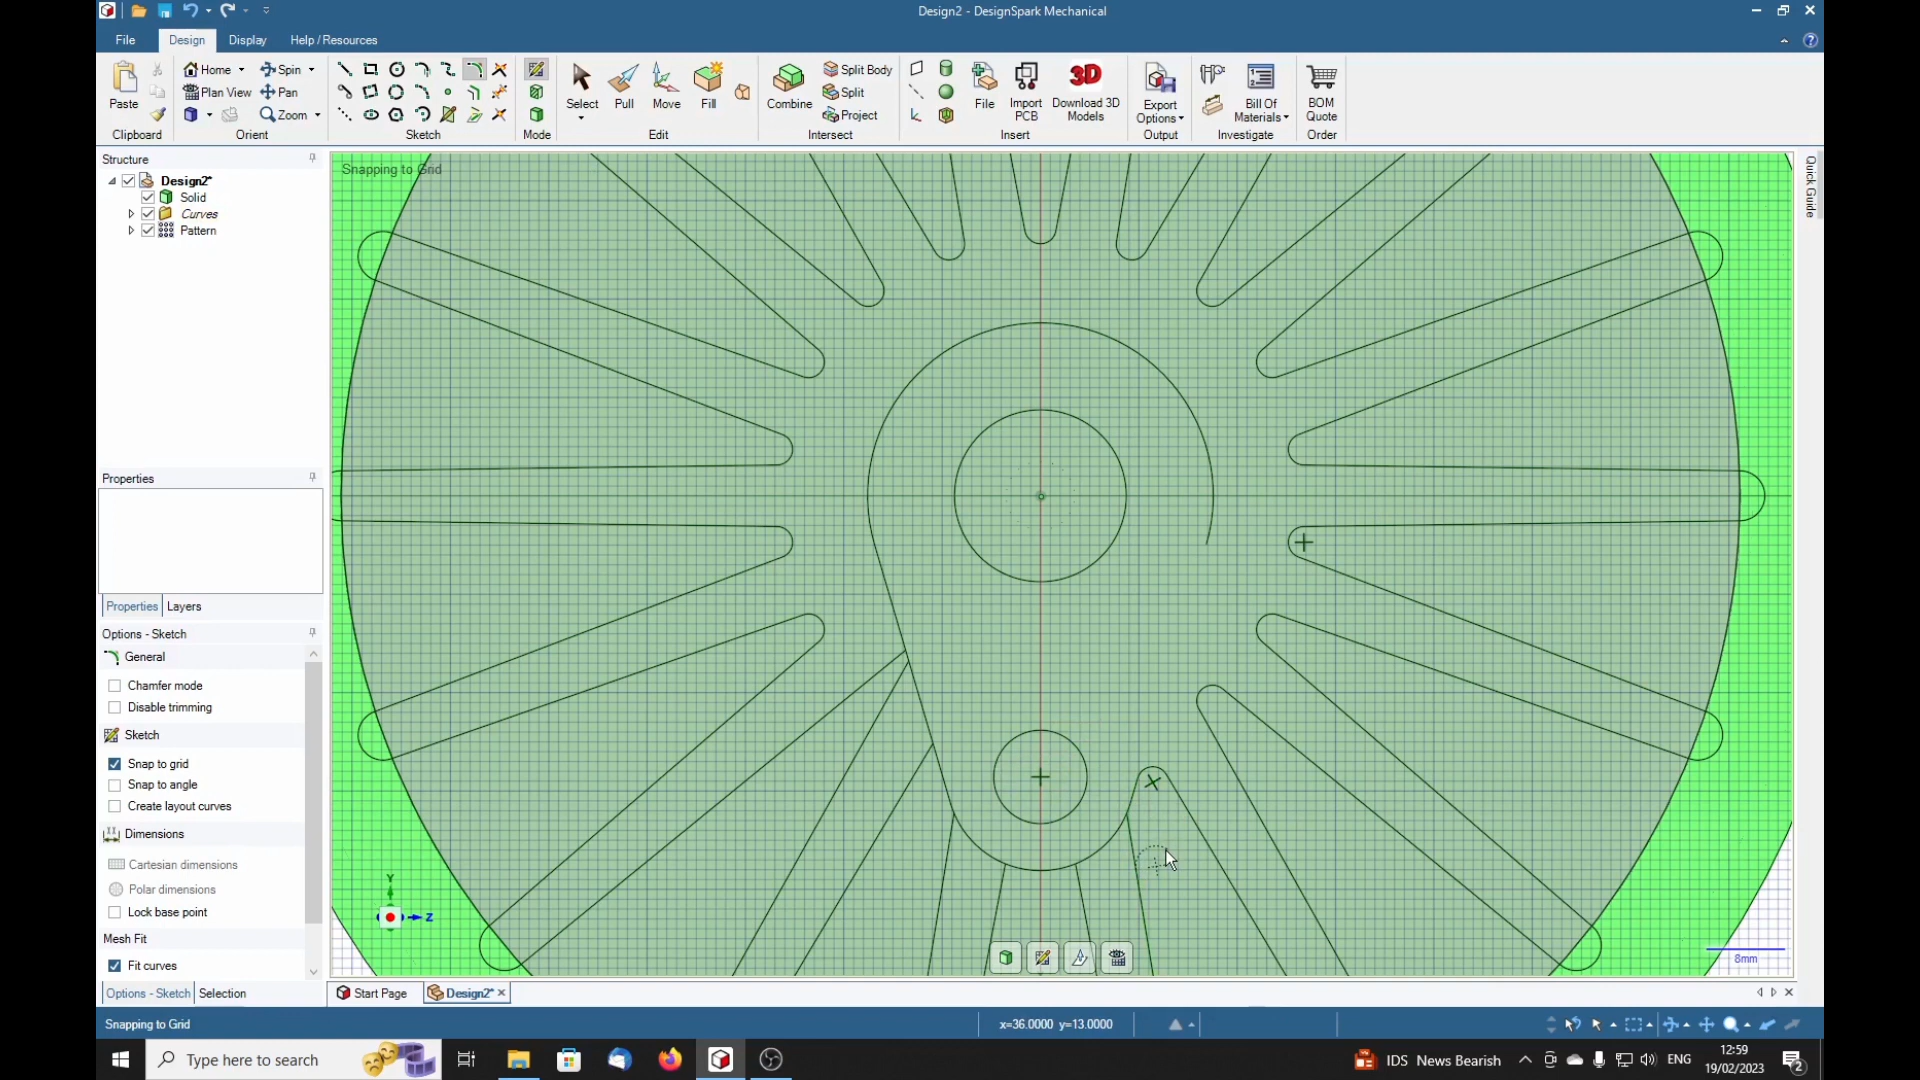 Design2 - DesignSpark Mechanical
File Design Display Help / Resources
Paste
Clipboard
Home Spin
Plan View Pan
Zoom
Orient
Sketch
Mode
Select Pull Move Fill
Edit
Combine
Split Body
Split
Project
Intersect
File
Import PCB
3D
Download 3D Models
Insert
Export Options
Output
Bill Of Materials
Investigate
BOM Quote
Order
Structure
Design2*
Solid
Curves
Pattern
Properties
Properties Layers
Options - Sketch
General
Chamfer mode
Disable trimming
Sketch
Snap to grid
Snap to angle
Create layout curves
Dimensions
Cartesian dimensions
Polar dimensions
Lock base point
Mesh Fit
Fit curves
Options - Sketch Selection
Snapping to Grid
Y
Z
8mm
Quick Guide
Start Page Design2*
Snapping to Grid
x=36.0000 y=13.0000
Type here to search
IDS News Bearish
ENG
12:59
19/02/2023
2